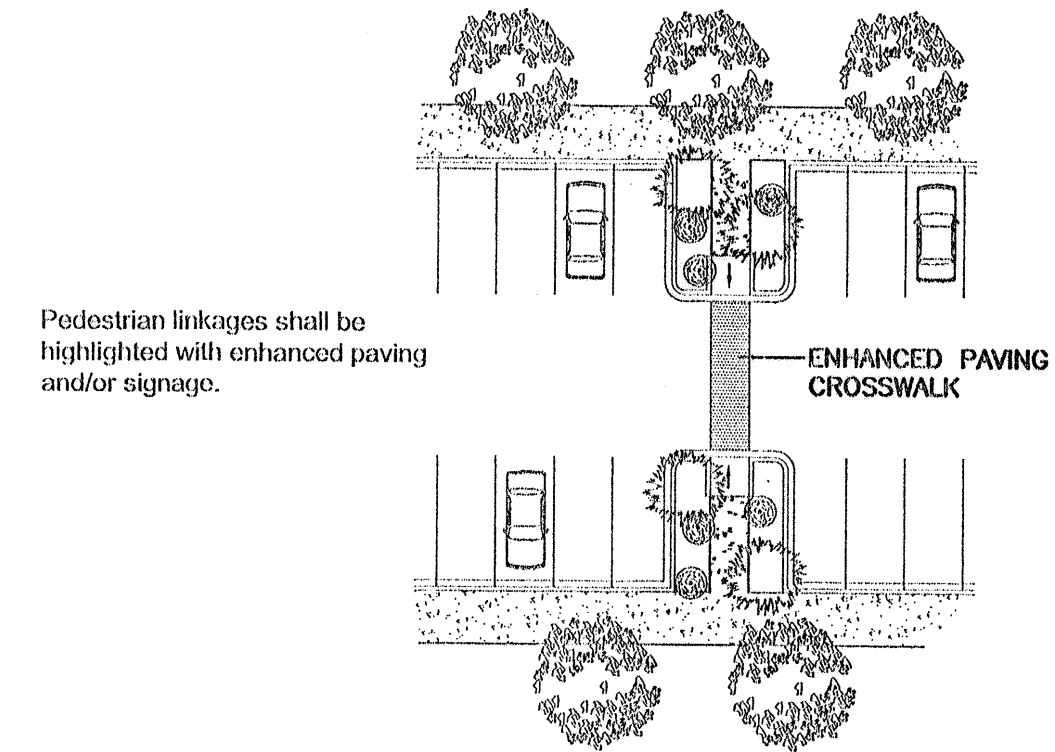 Pedestrian linkages shall be
highlighted with enhanced paving
and/or signage.
ENHANCED PAVING
CROSSWALK